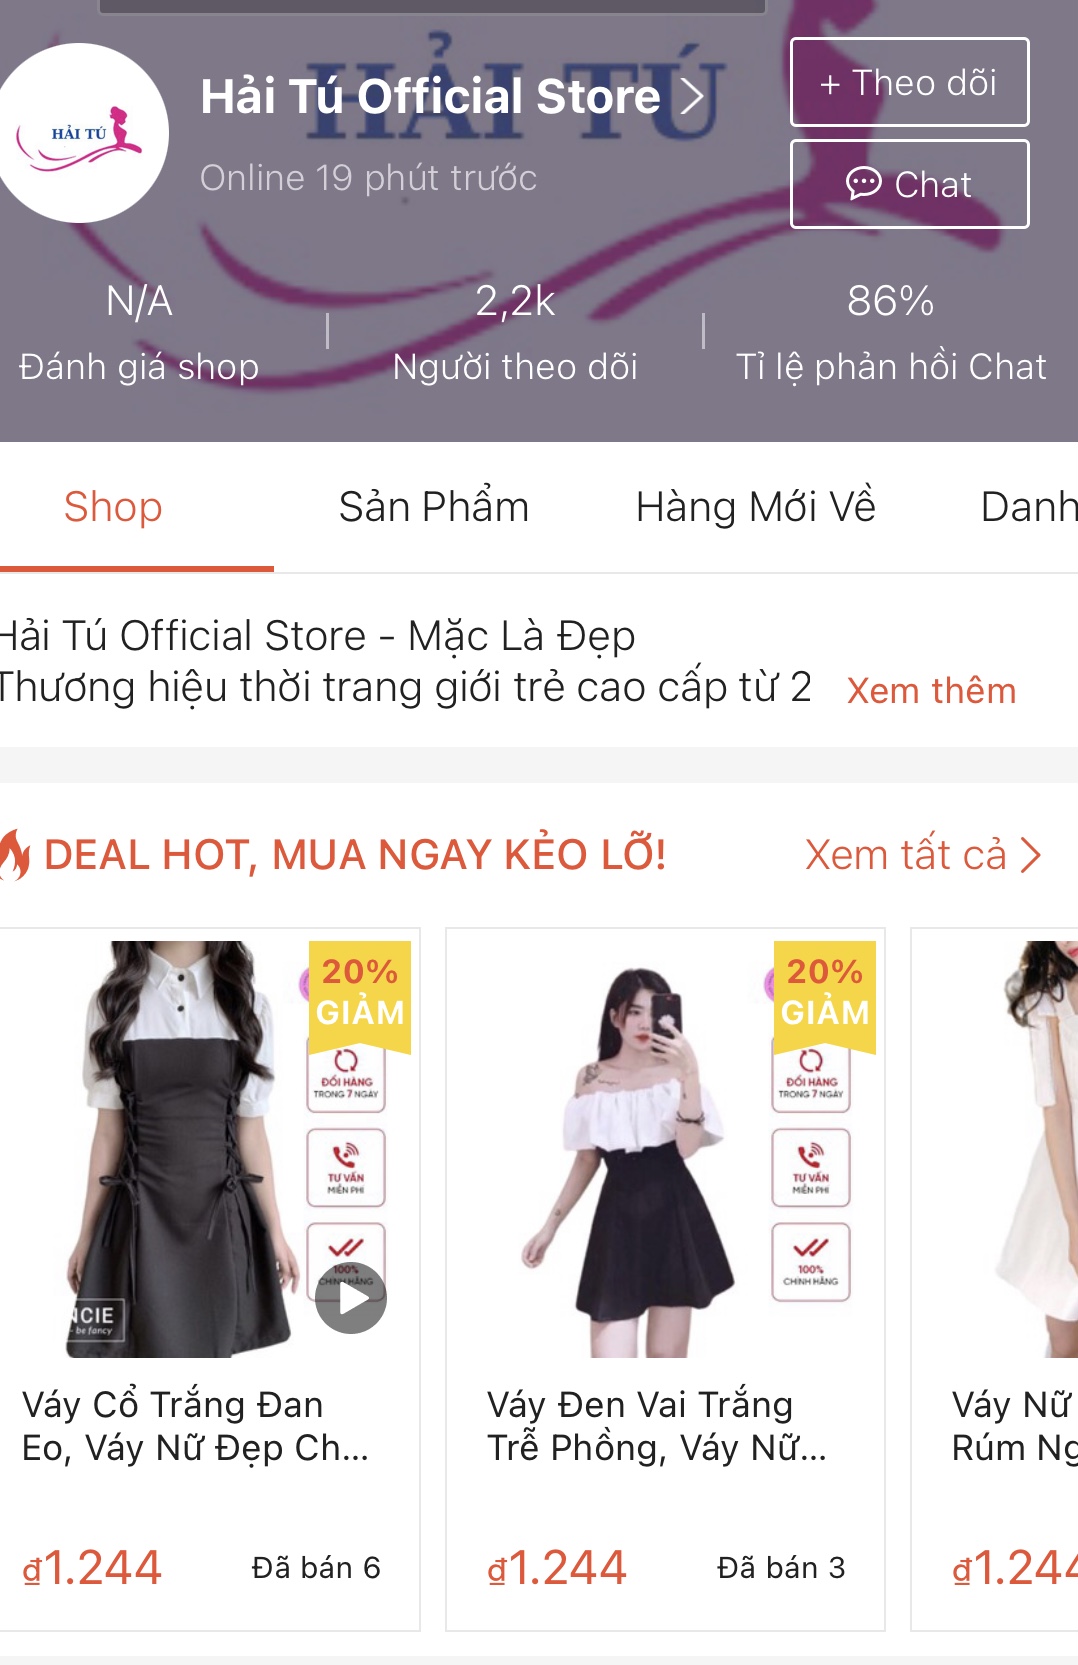 HẢI TÚ
HẢI TÚ
Hải Tú Official Store
Online 19 phút trước
+ Theo dõi
Chat
N/A
Đánh giá shop
2,2k
Người theo dõi
86%
Tỉ lệ phản hồi Chat
Shop
Sản Phẩm
Hàng Mới Về
Danh
Hải Tú Official Store - Mặc Là Đẹp
Thương hiệu thời trang giới trẻ cao cấp từ 2
Xem thêm
DEAL HOT, MUA NGAY KẺO LỠ!
Xem tất cả
20%
GIẢM
ĐỔI HÀNG
TRONG 7 NGÀY
TƯ VẤN
MIỄN PHÍ
100%
CHÍNH HÃNG
NCIE
- be fancy
Váy Cổ Trắng Đan
Eo, Váy Nữ Đẹp Ch...
₫1.244
Đã bán 6
20%
GIẢM
ĐỔI HÀNG
TRONG 7 NGÀY
TƯ VẤN
MIỄN PHÍ
100%
CHÍNH HÃNG
Váy Đen Vai Trắng
Trễ Phồng, Váy Nữ...
₫1.244
Đã bán 3
Váy Nữ
Rúm Ng
₫1.244